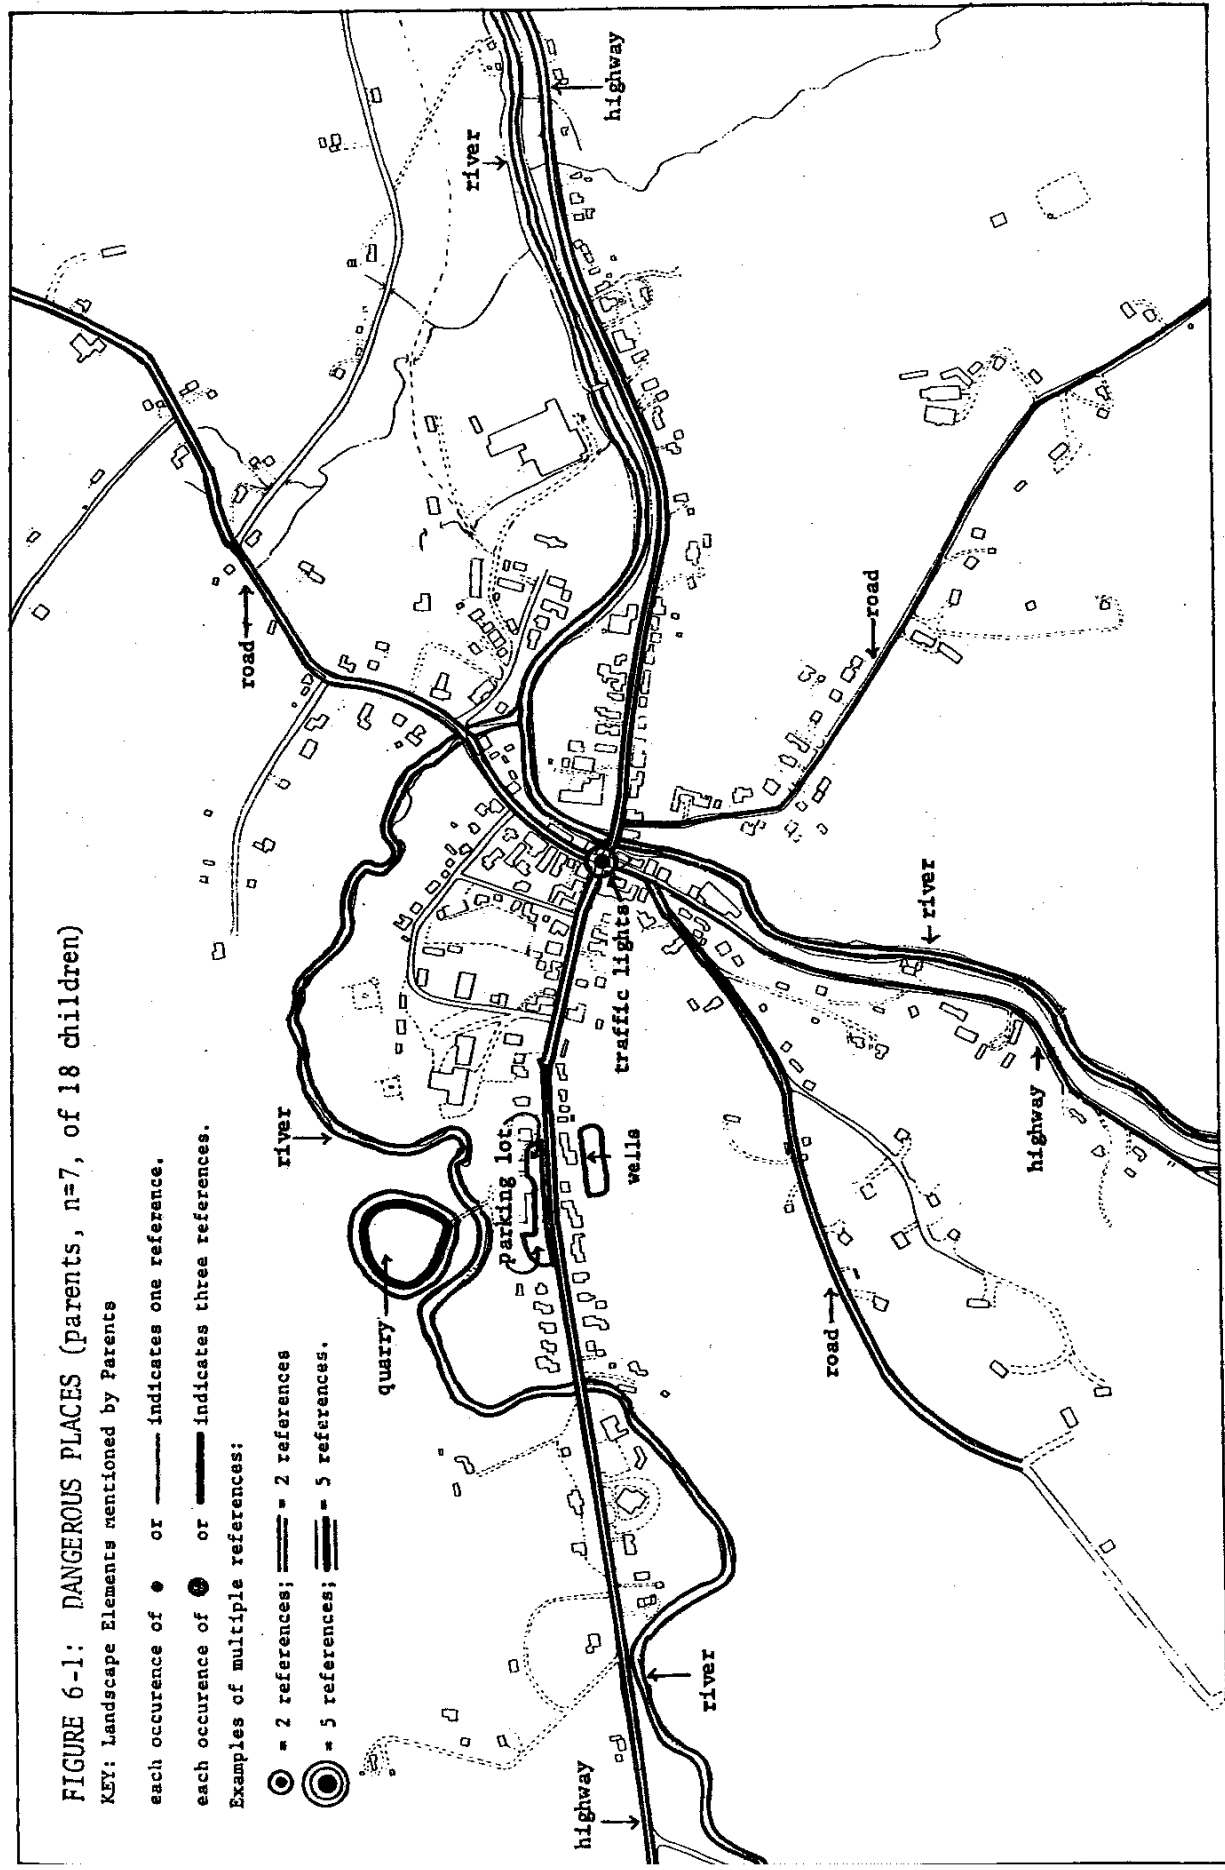 FIGURE 6-1: DANGEROUS PLACES (parents, n=7, of 18 children)
KEY: Landscape Elements mentioned by Parents
each occurence of ● or —— indicates one reference.
each occurence of or indicates three references.
Examples of multiple references:
= 2 references; = 2 references
= 5 references; = 5 references.
road
river
highway
river
quarry
parking lot
wells
traffic lights
road
river
highway
road
river
highway